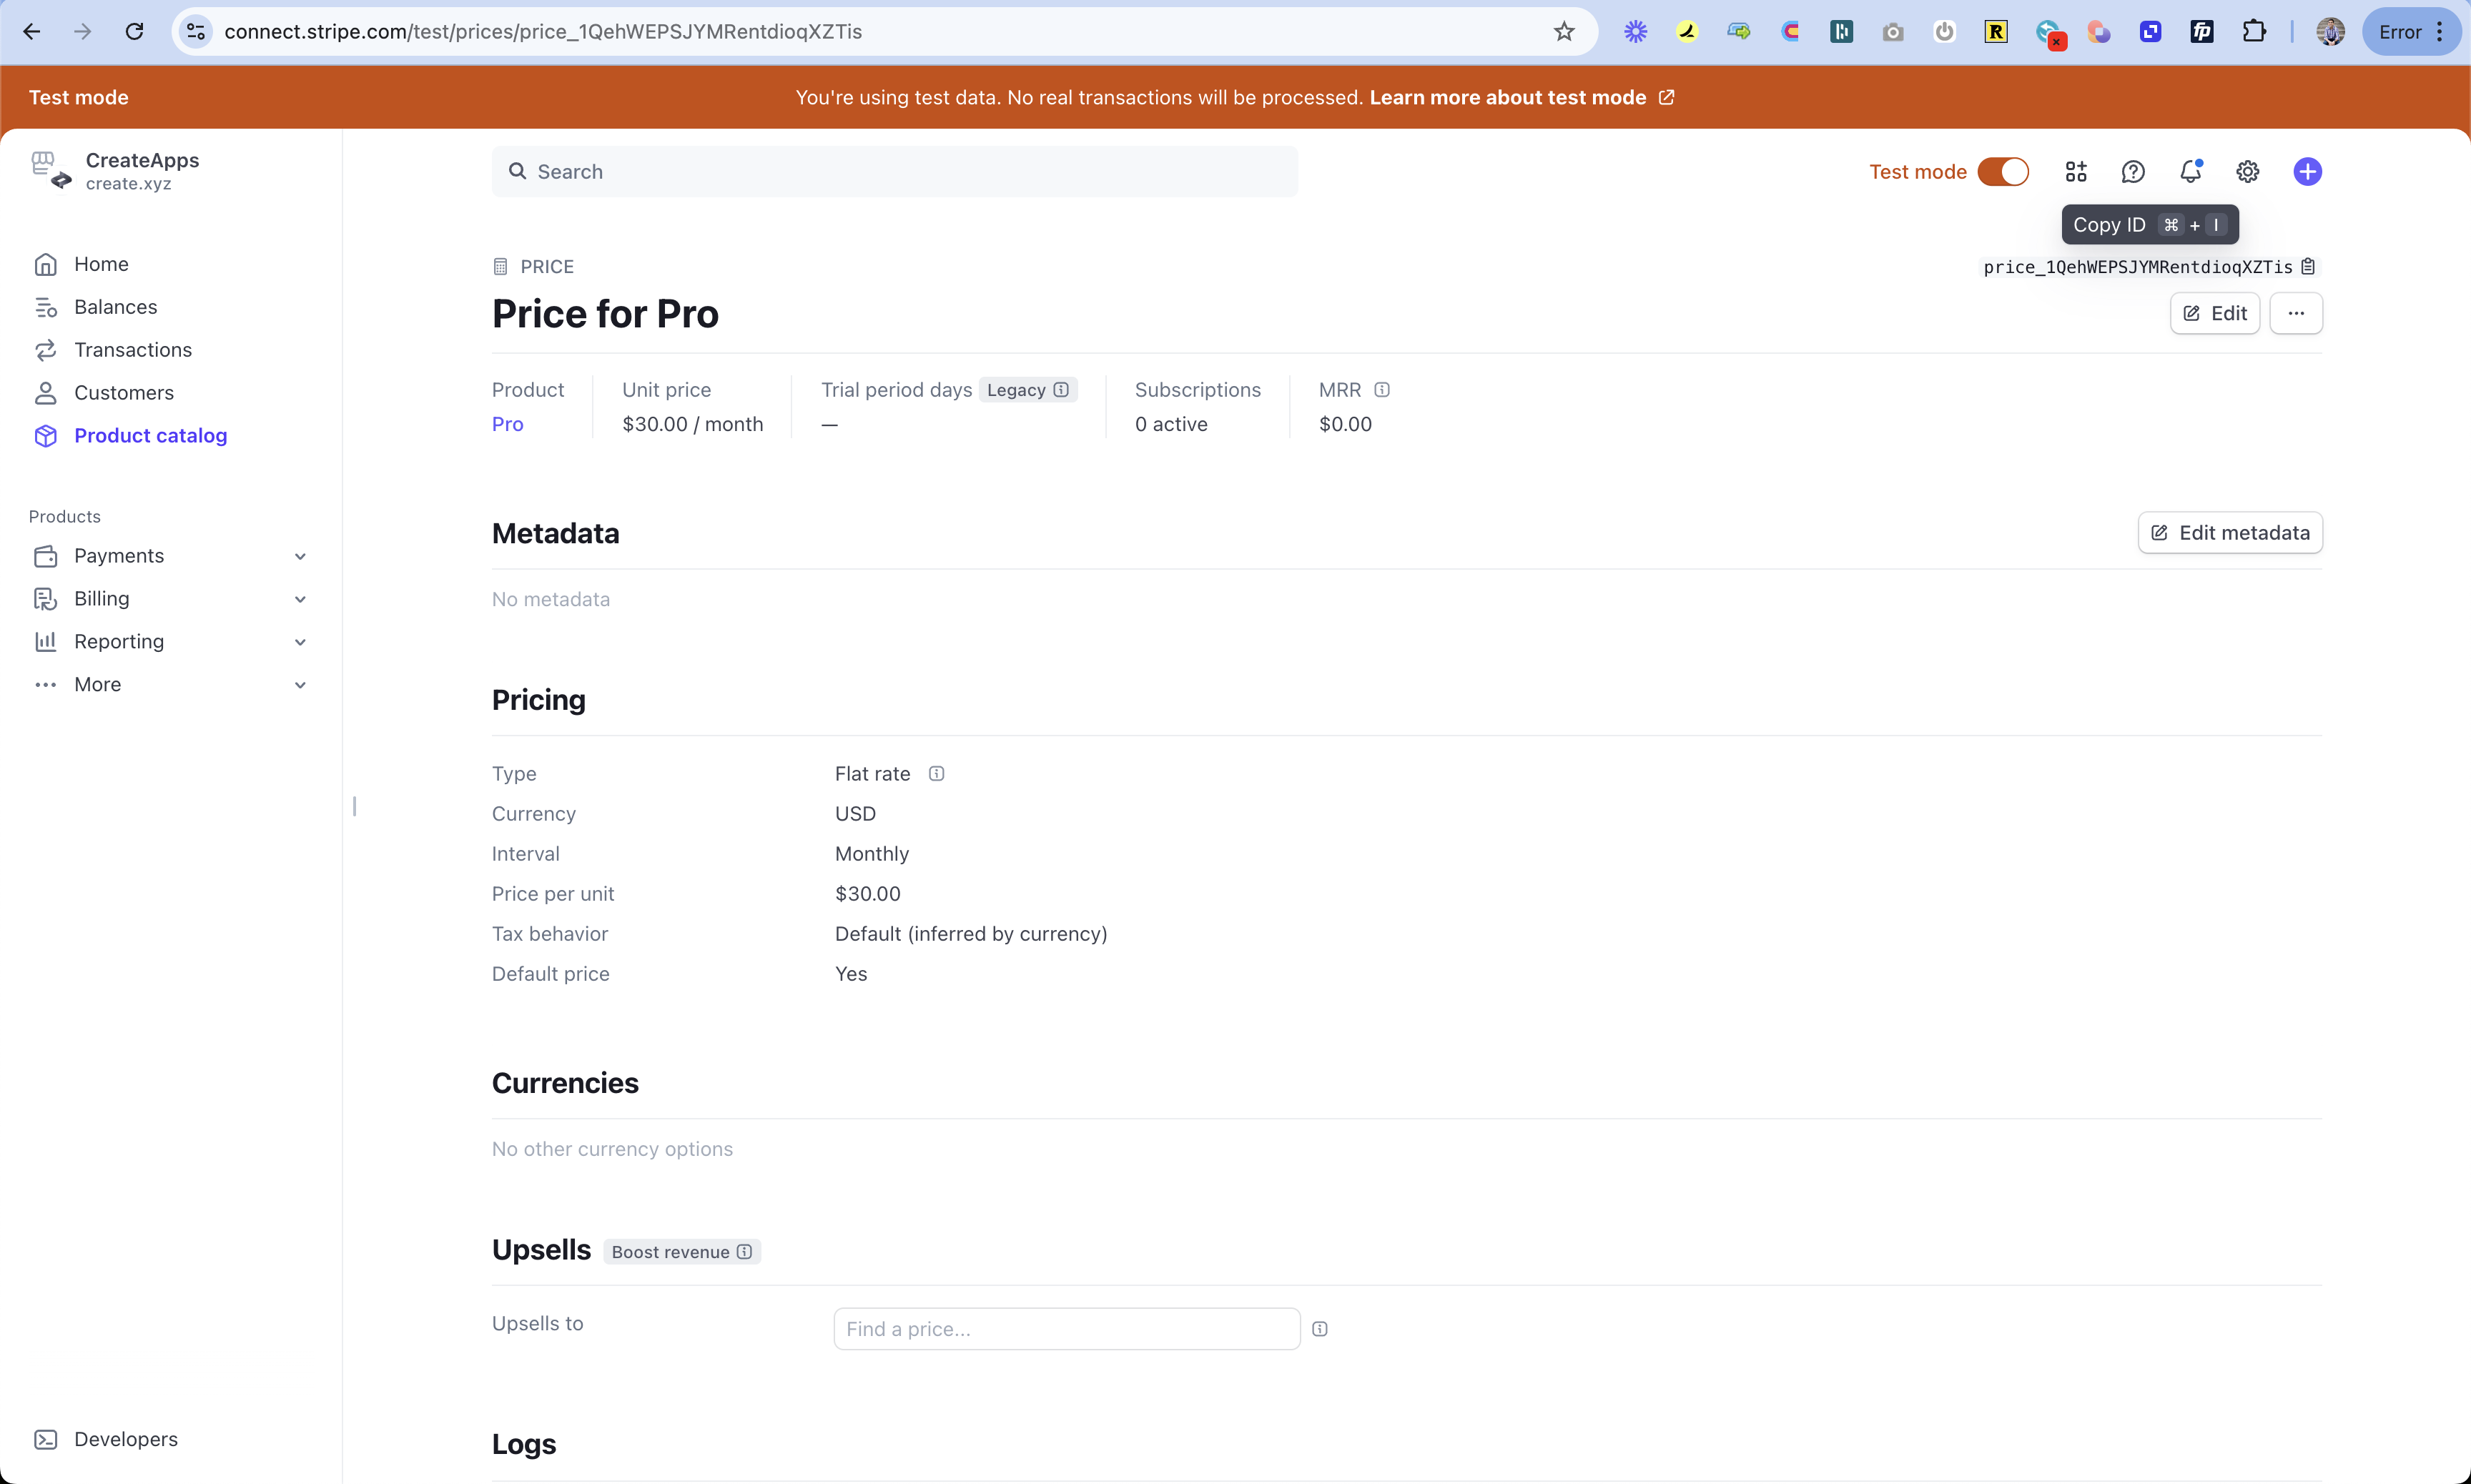 connect.stripe.com/test/prices/price_1QehWEPSJYMRentdioqXZTis
Error
Test mode
You're using test data. No real transactions will be processed. Learn more about test mode
CreateApps
create.xyz
Search
Test mode
Copy ID ⌘ + I
Home
Balances
Transactions
Customers
Product catalog
Products
Payments
Billing
Reporting
More
Developers
PRICE
price_1QehWEPSJYMRentdioqXZTis
Price for Pro
Edit
Product
Pro
Unit price
$30.00 / month
Trial period days Legacy
—
Subscriptions
0 active
MRR
$0.00
Metadata
Edit metadata
No metadata
Pricing
Type Flat rate
Currency USD
Interval Monthly
Price per unit $30.00
Tax behavior Default (inferred by currency)
Default price Yes
Currencies
No other currency options
Upsells Boost revenue
Upsells to Find a price...
Logs